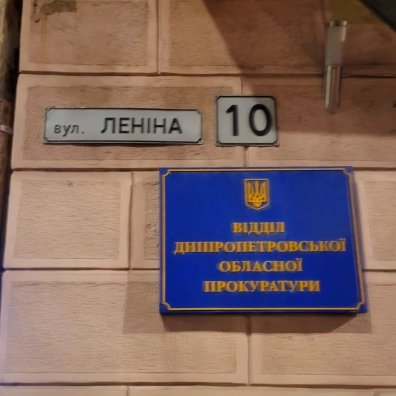 вул. ЛЕНІНА 10
ВІДДІЛ
ДНІПРОПЕТРОВСЬКОЇ
ОБЛАСНОЇ
ПРОКУРАТУРИ